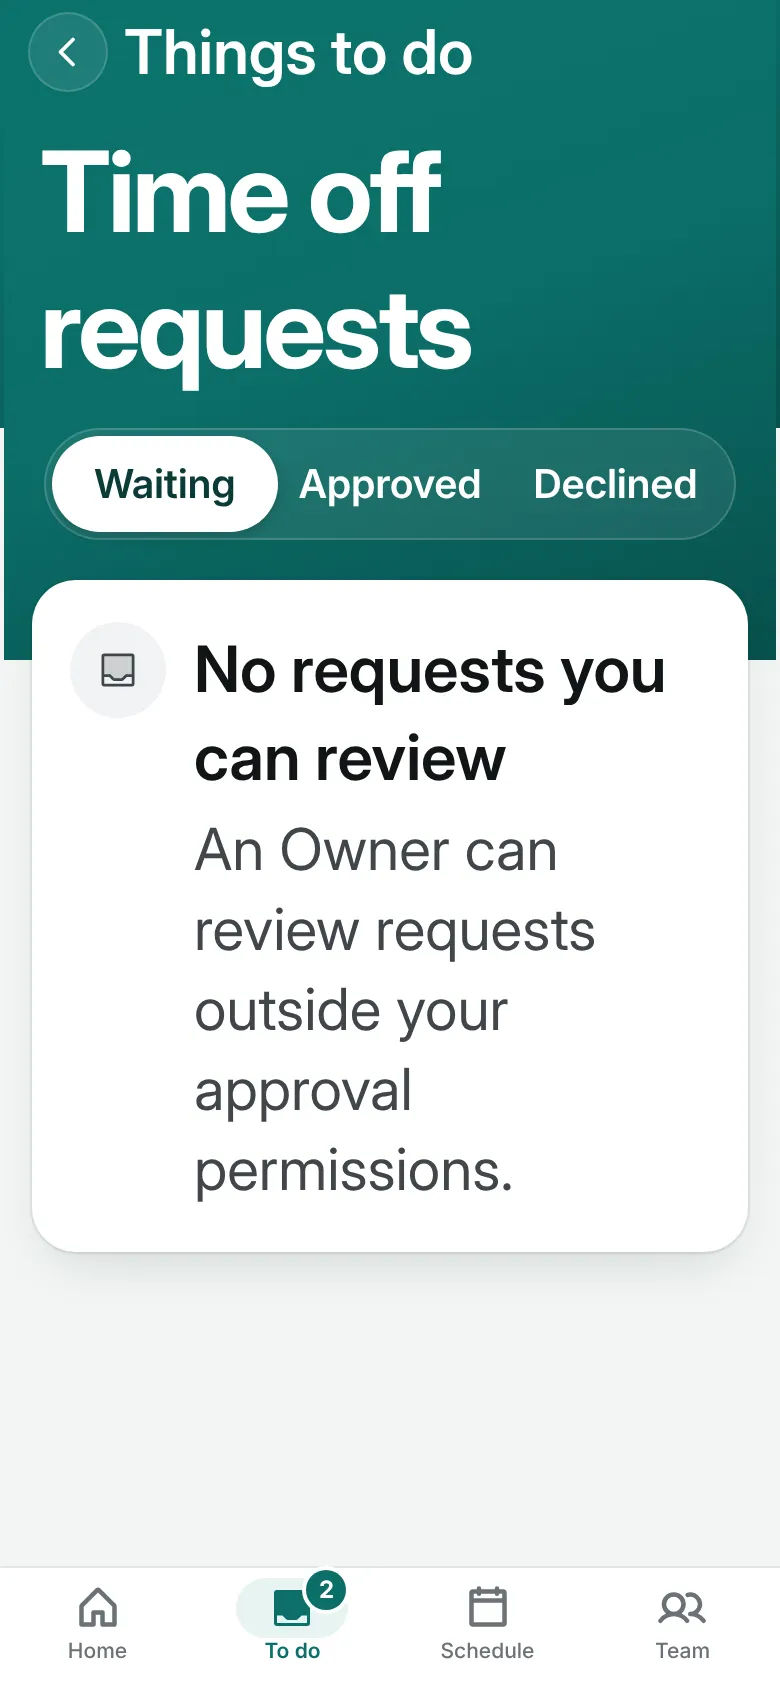 Things to do
Time off
requests
Waiting
Approved
Declined
No requests you
can review
An Owner can
review requests
outside your
approval
permissions.
2
Home
To do
Schedule
Team